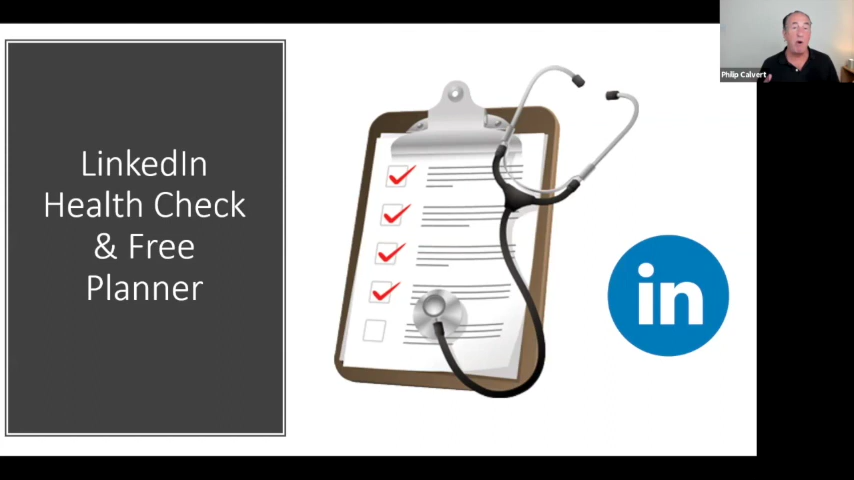 LinkedIn
Health Check
& Free
Planner
in
Philip Calvert